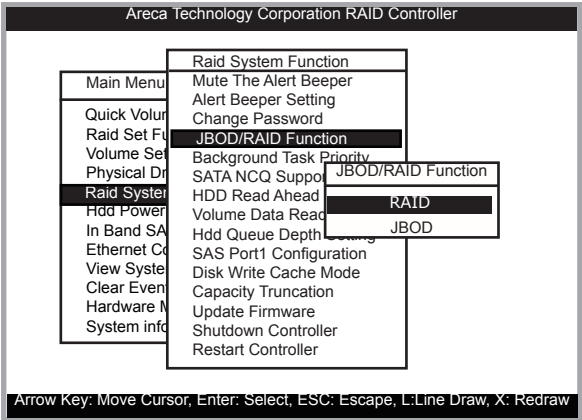 Areca Technology Corporation RAID Controller
Main Menu
Quick Volur
Raid Set Fu
Volume Set
Physical Dr
Raid System
Hdd Power
In Band SA
Ethernet Co
View Syste
Clear Even
Hardware M
System info
Raid System Function
Mute The Alert Beeper
Alert Beeper Setting
Change Password
JBOD/RAID Function
Background Task Priority
SATA NCQ Suppor
HDD Read Ahead
Volume Data Read
Hdd Queue Depth Setting
SAS Port1 Configuration
Disk Write Cache Mode
Capacity Truncation
Update Firmware
Shutdown Controller
Restart Controller
JBOD/RAID Function
RAID
JBOD
Arrow Key: Move Cursor, Enter: Select, ESC: Escape, L:Line Draw, X: Redraw